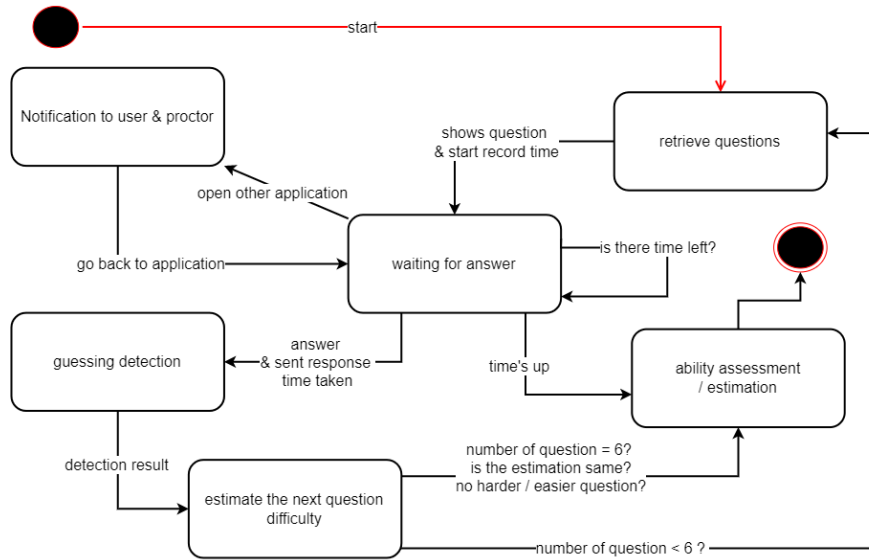 start
Notification to user & proctor
shows question
& start record time
retrieve questions
open other application
go back to application
waiting for answer
is there time left?
answer
& sent response
time taken
guessing detection
time's up
ability assessment
/ estimation
detection result
number of question = 6?
is the estimation same?
no harder / easier question?
estimate the next question
difficulty
number of question < 6 ?